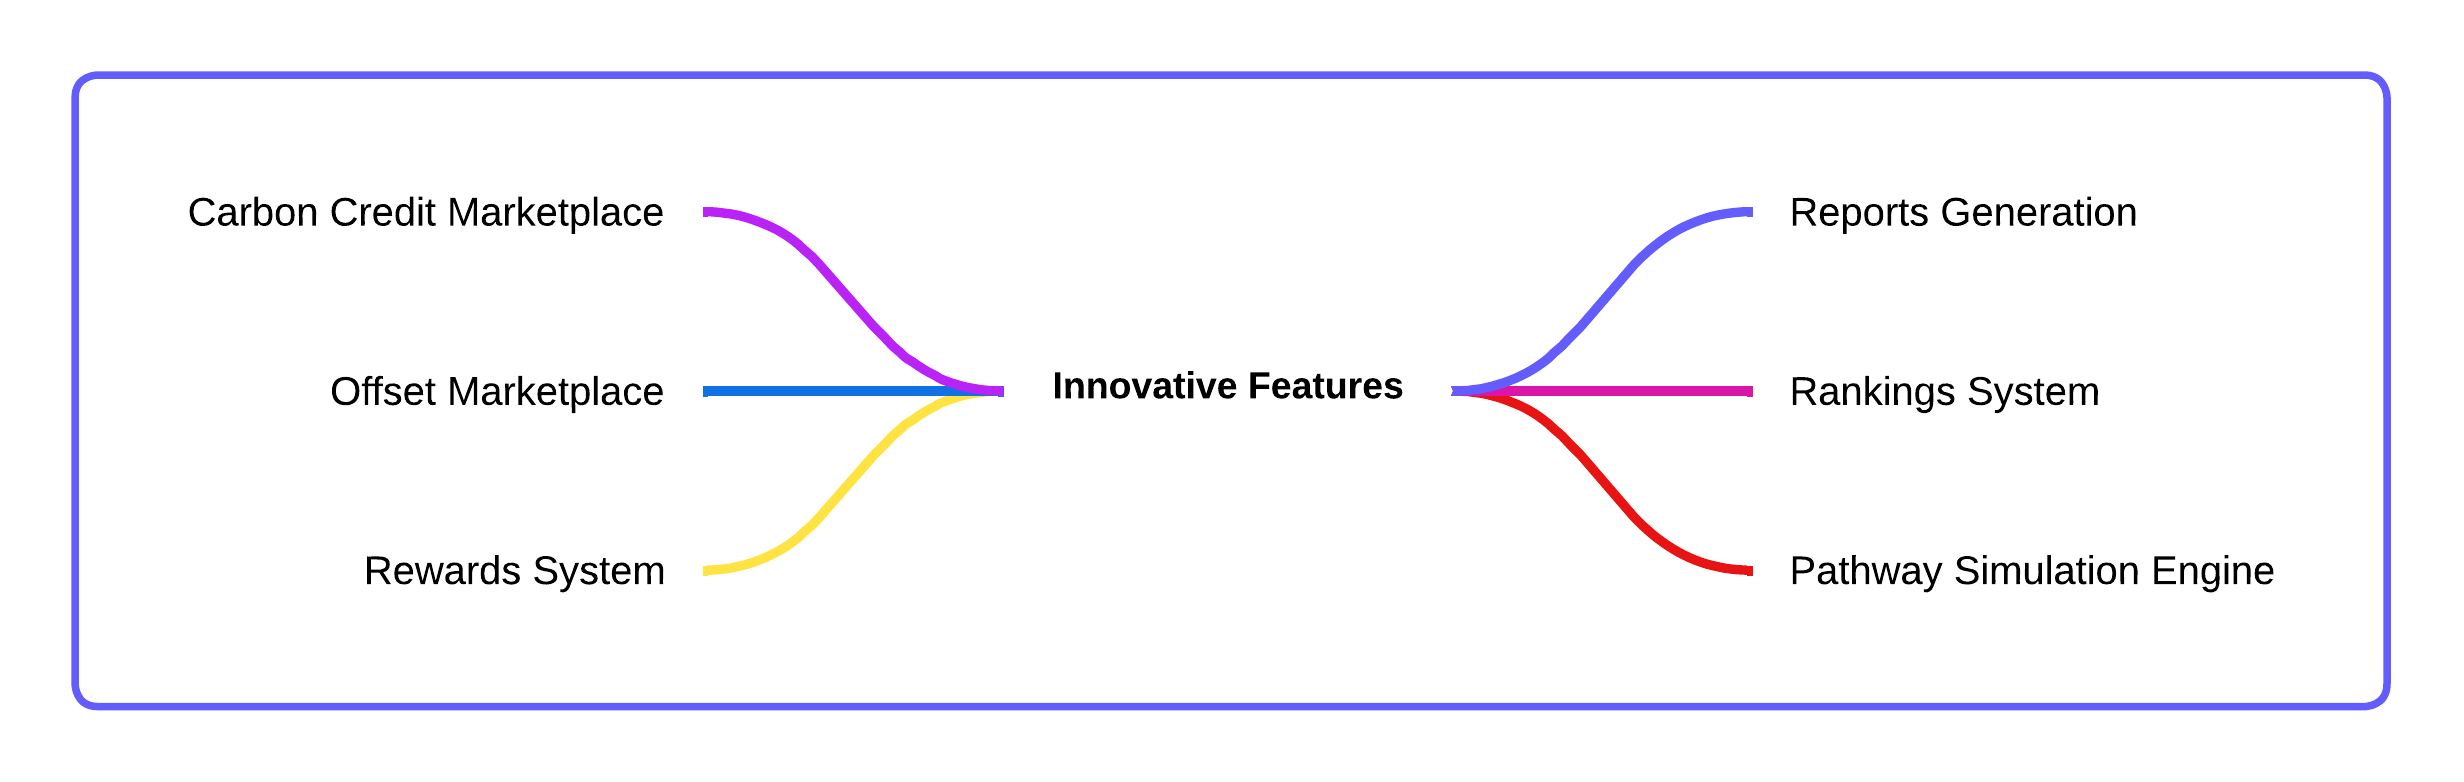 Carbon Credit Marketplace
Offset Marketplace
Rewards System
Innovative Features
Reports Generation
Rankings System
Pathway Simulation Engine